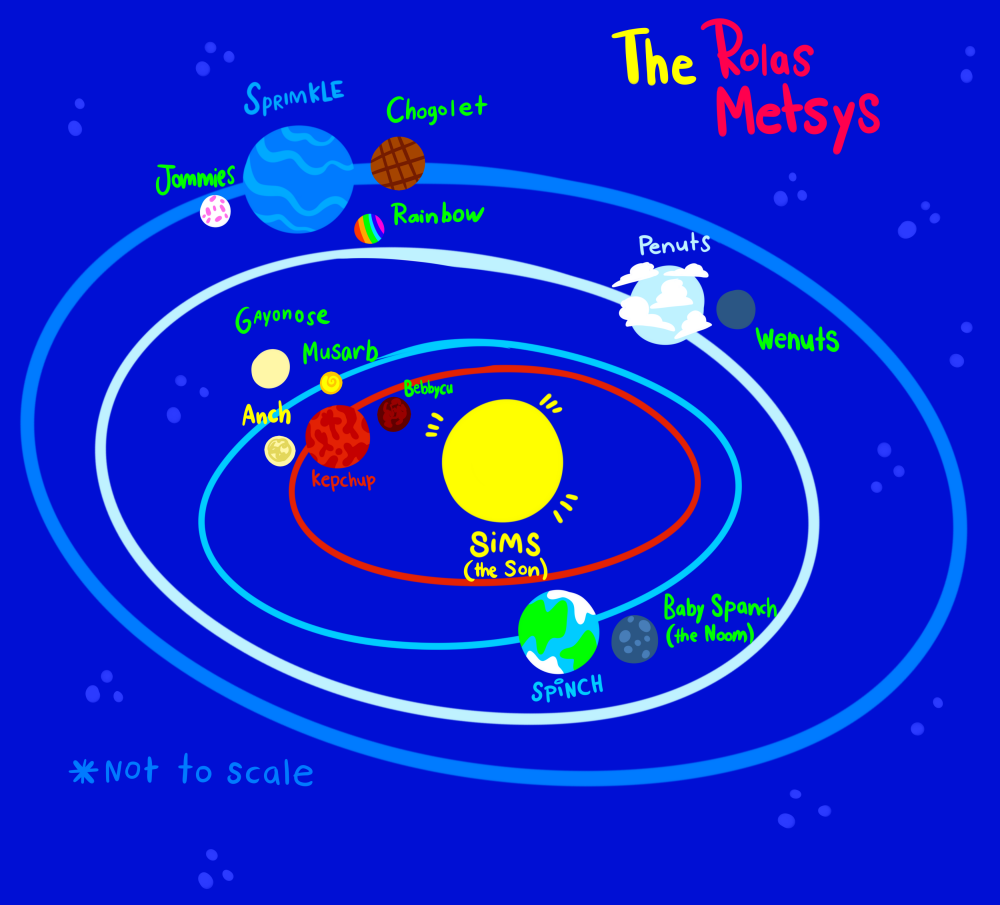 The Rolas
Metsys
SPRIMKLE
Chogolet
Jommies
Rainbow
Penuts
Wenuts
GAYONOSE
Musarb
Bebbycu
Anch
Kepchup
SiMS
(the Son)
Baby Spanch
(the Noom)
SPiNCH
*Not to scale